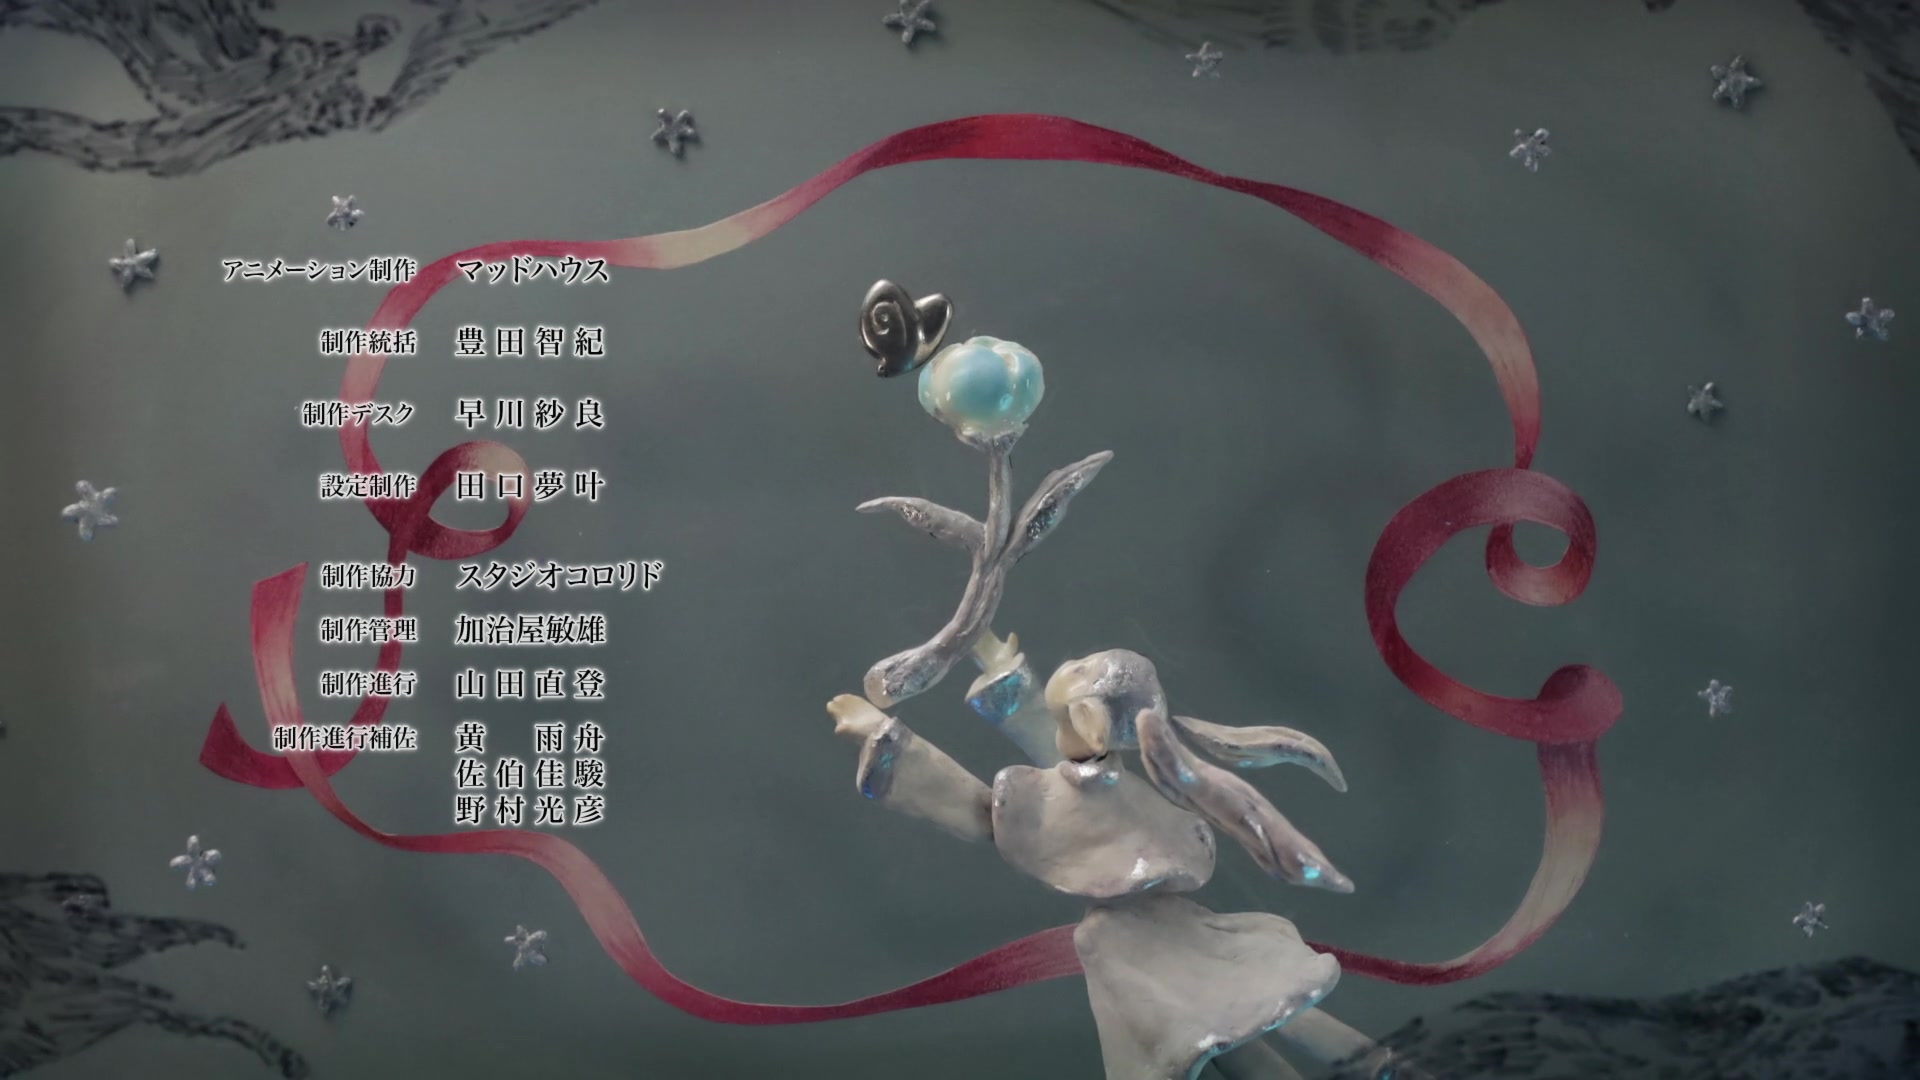 アニメーション制作 マッドハウス
制作統括 豊田智紀
制作デスク 早川紗良
設定制作 田口夢叶
制作協力 スタジオコロリド
制作管理 加治屋敏雄
制作進行 山田直登
制作進行補佐 黄 雨舟
佐伯佳駿
野村光彦